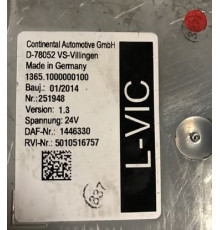 Continental Automotive GmbH
D-78052 VS-Villingen
Made in Germany
1365.1000000100
Bauj.: 01/2014
Nr.:251948
Version: 1.3
Spannung: 24V
DAF-Nr.: 1446330
RVI-Nr.: 5010516757
L-VIC
337